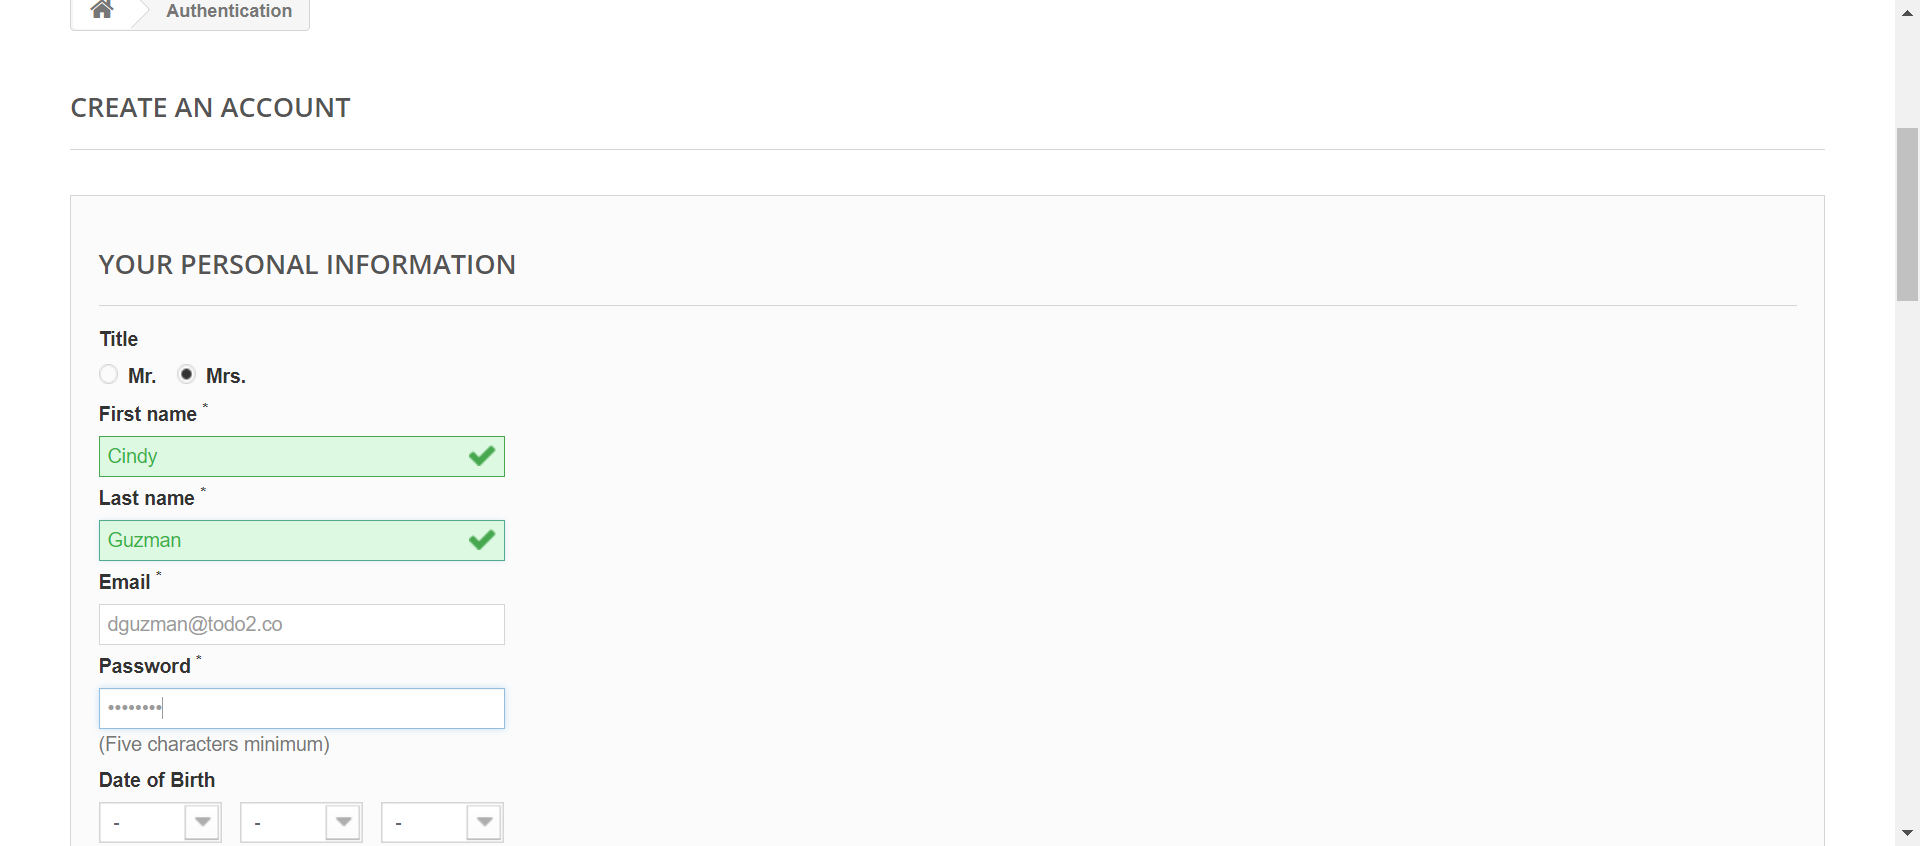 Authentication
CREATE AN ACCOUNT
YOUR PERSONAL INFORMATION
Title
Mr. Mrs.
First name *
Cindy
Last name *
Guzman
Email *
dguzman@todo2.co
Password *
••••••••
(Five characters minimum)
Date of Birth
- - -